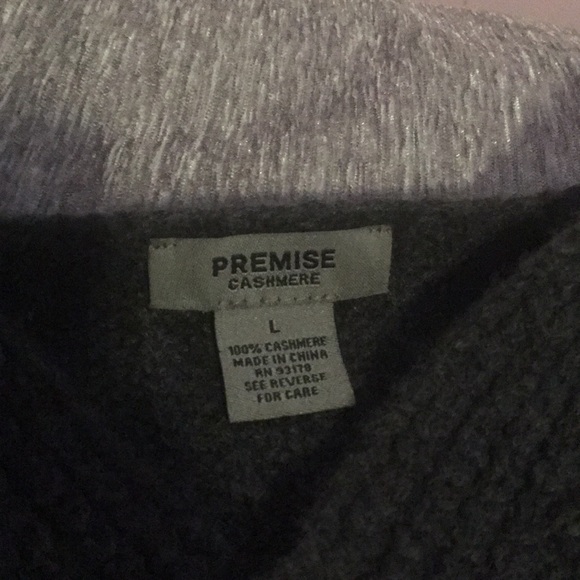 PREMISE
CASHMERE
L
100% CASHMERE
MADE IN CHINA
RN 93179
SEE REVERSE
FOR CARE